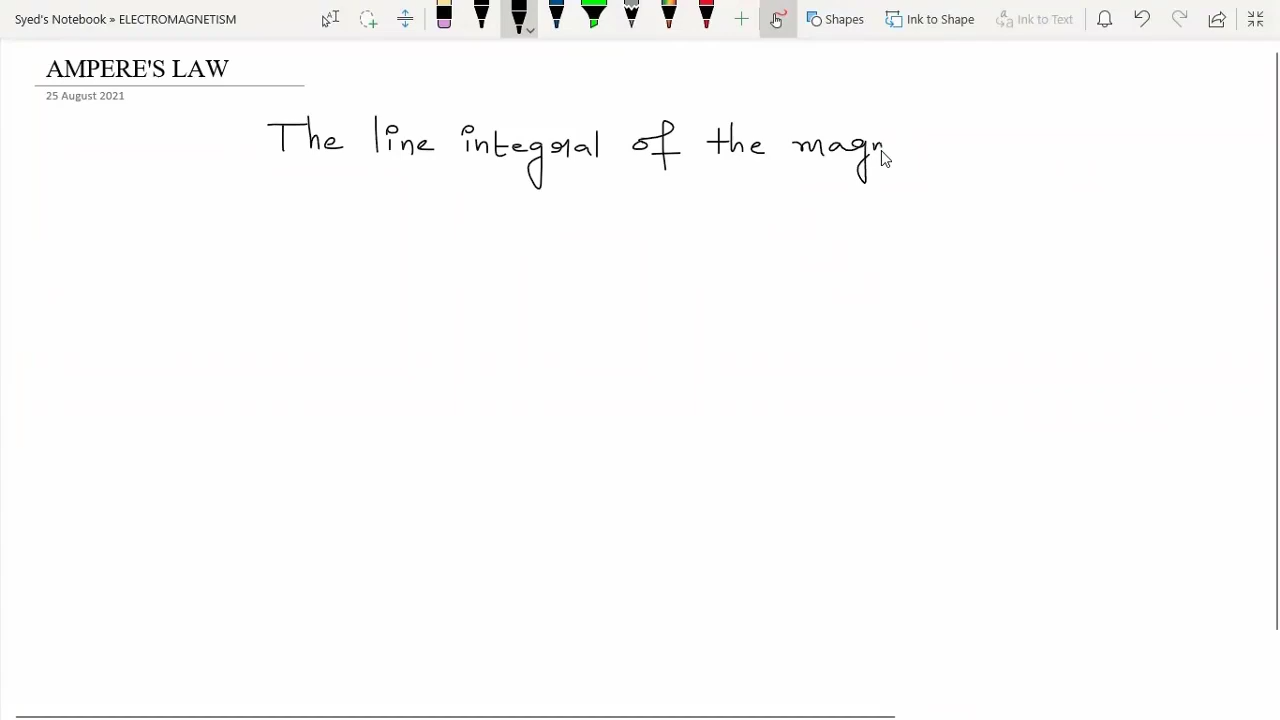 Syed's Notebook » ELECTROMAGNETISM
Shapes
Ink to Shape
Ink to Text
AMPERE'S LAW
25 August 2021
The line integral of the magn